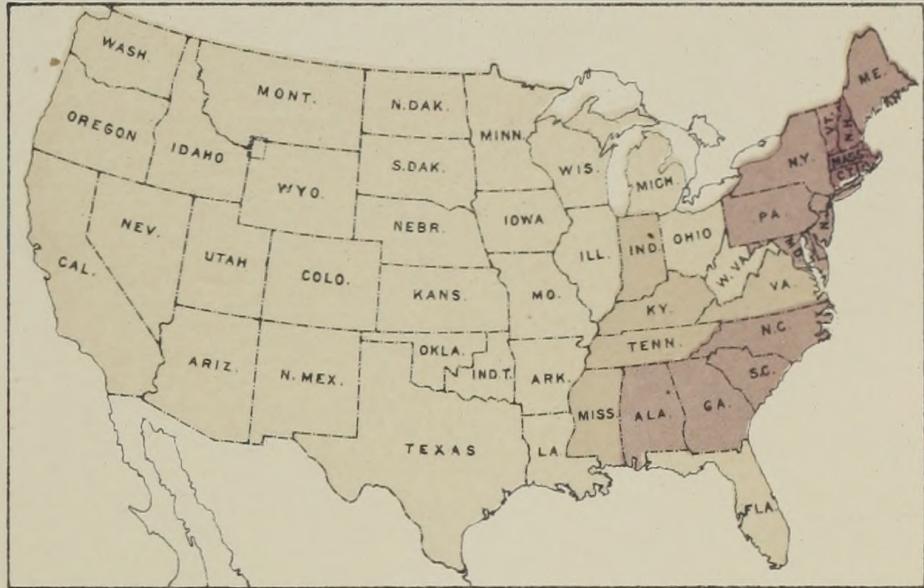 WASH.
OREGON
IDAHO
MONT.
N.DAK.
S.DAK.
MINN.
WIS.
MICH.
WYO.
NEBR.
IOWA
NEV.
UTAH
COLO.
KANS.
MO.
ILL.
IND.
OHIO
CAL.
ARIZ.
N. MEX.
OKLA.
IND.T.
ARK.
TEXAS
LA.
MISS.
ALA.
GA.
FLA.
S.C.
N.C.
TENN.
KY.
VA.
W.VA.
PA.
N.Y.
N.J.
MD.
VT.
N.H.
ME.
MASS.
CT.